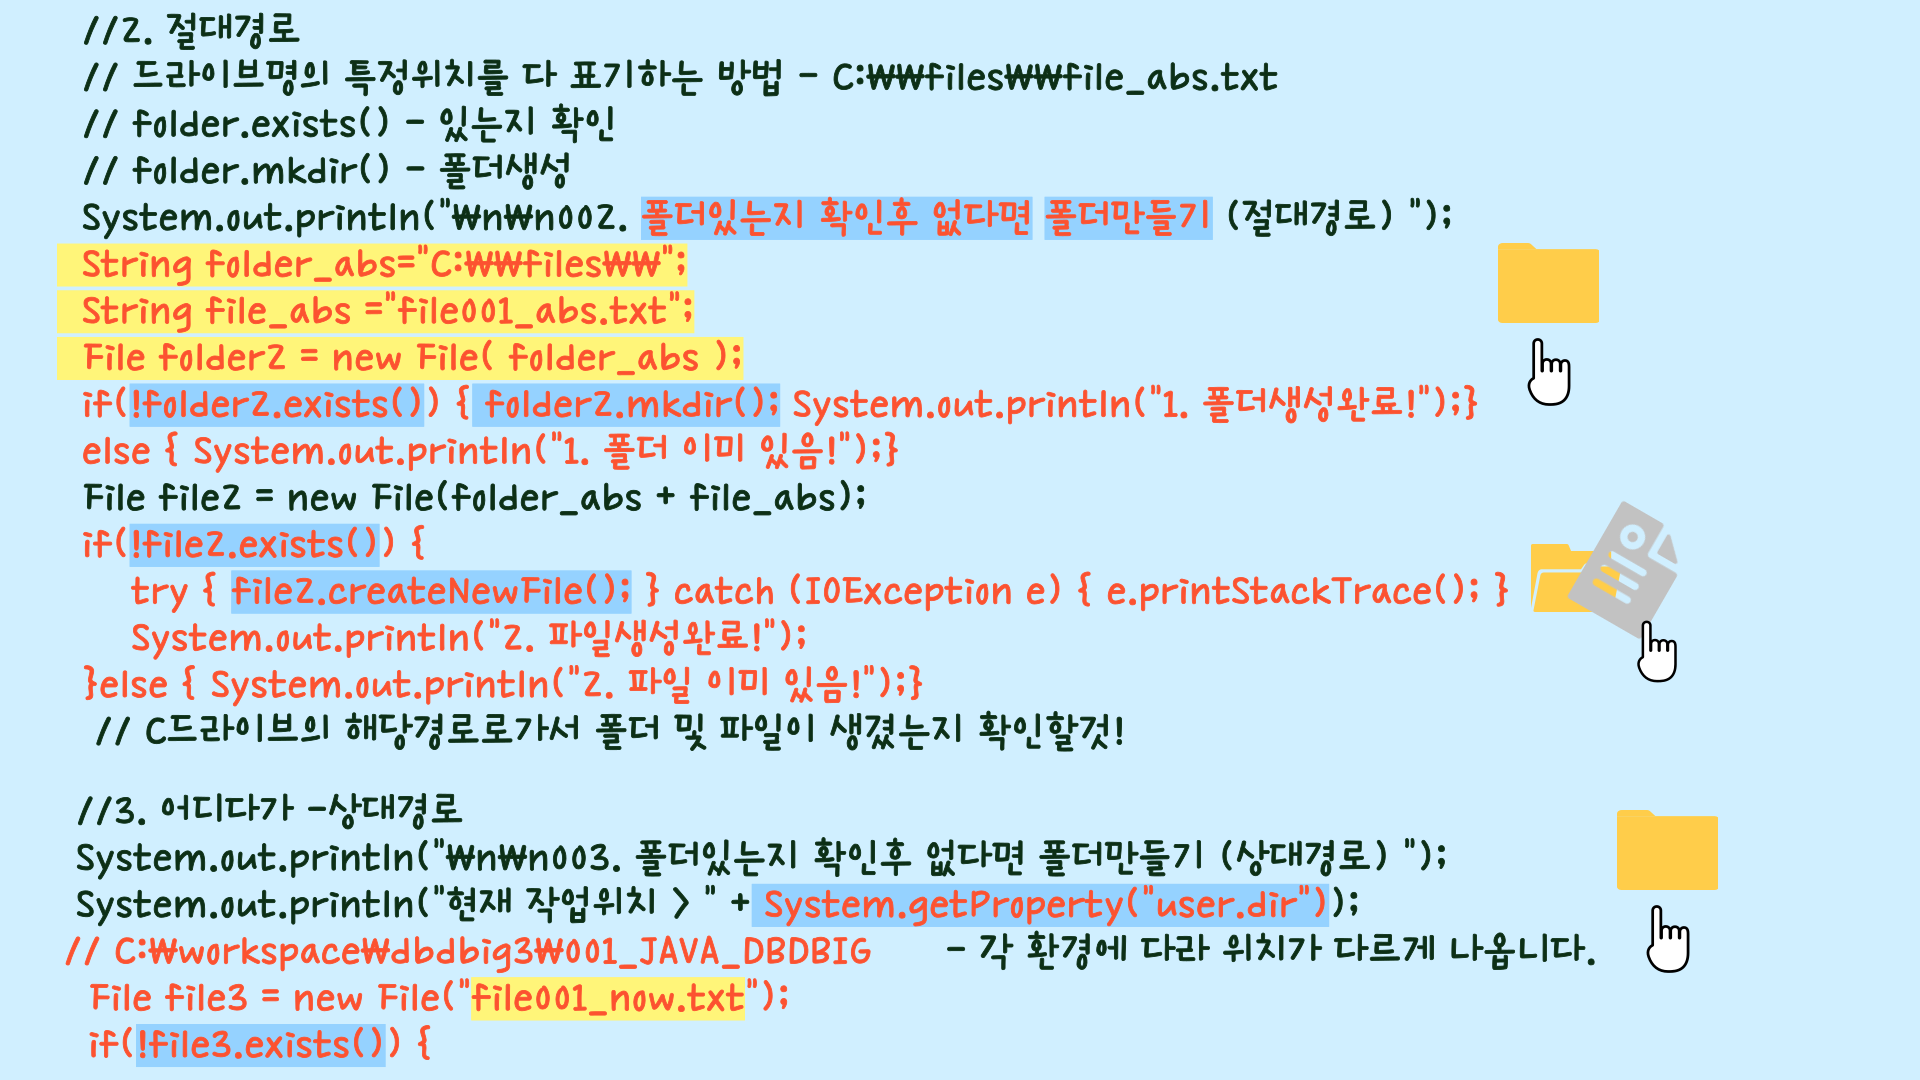 //2. 절대경로
// 드라이브명의 특정위치를 다 표기하는 방법 - C:₩₩files₩₩file_abs.txt
// folder.exists() - 있는지 확인
// folder.mkdir() - 폴더생성
System.out.println("₩n₩n002. 폴더있는지 확인후 없다면 폴더만들기 (절대경로) ");
String folder_abs="C:₩₩files₩₩";
String file_abs ="file001_abs.txt";
File folder2 = new File( folder_abs );
if(!folder2.exists()) { folder2.mkdir(); System.out.println("1. 폴더생성완료!");}
else { System.out.println("1. 폴더 이미 있음!");}
File file2 = new File(folder_abs + file_abs);
if(!file2.exists()) {
try { file2.createNewFile(); } catch (IOException e) { e.printStackTrace(); }
System.out.println("2. 파일생성완료!");
}else { System.out.println("2. 파일 이미 있음!");}
// C드라이브의 해당경로로가서 폴더 및 파일이 생겼는지 확인할것!
//3. 어디다가 -상대경로
System.out.println("₩n₩n003. 폴더있는지 확인후 없다면 폴더만들기 (상대경로) ");
System.out.println("현재 작업위치 > " + System.getProperty("user.dir"));
// C:₩workspace₩dbdbig3₩001_JAVA_DBDBIG - 각 환경에 다라 위치가 다르게 나옵니다.
File file3 = new File("file001_now.txt");
if(!file3.exists()) {